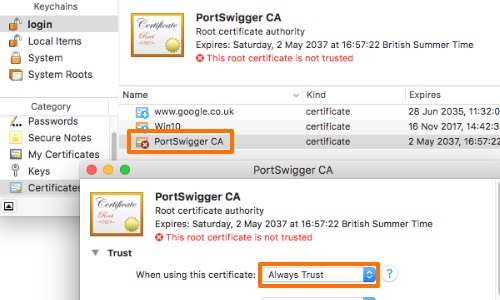 Keychains
login
Local Items
System
System Roots
Category
Passwords
Secure Notes
My Certificates
Keys
Certificates
Certificate
Root
PortSwigger CA
Root certificate authority
Expires: Saturday, 2 May 2037 at 16:57:22 British Summer Time
This root certificate is not trusted
Name Kind Expires
www.google.co.uk certificate 28 Jun 2035, 11:32:0
Win10 certificate 16 Nov 2017, 14:42:3
PortSwigger CA certificate 2 May 2037, 16:57:22
PortSwigger CA
Certificate
Root
PortSwigger CA
Root certificate authority
Expires: Saturday, 2 May 2037 at 16:57:22 British Summer Time
This root certificate is not trusted
Trust
When using this certificate: Always Trust ?